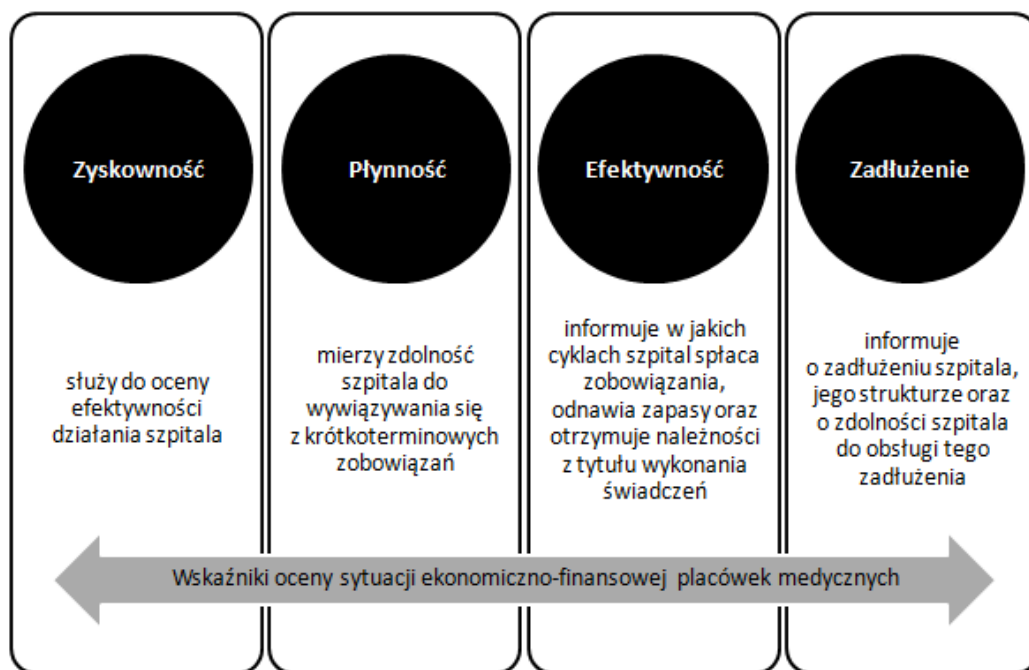 Zyskowność
służy do oceny
efektywności
działania szpitala
Płynność
mierzy zdolność
szpitala do
wywiązywania się
z krótkoterminowych
zobowiązań
Efektywność
informuje w jakich
cyklach szpital spłaca
zobowiązania,
odnawia zapasy oraz
otrzymuje należności
z tytułu wykonania
świadczeń
Zadłużenie
informuje
o zadłużeniu szpitala,
jego strukturze oraz
o zdolności szpitala
do obsługi tego
zadłużenia
Wskaźniki oceny sytuacji ekonomiczno-finansowej placówek medycznych